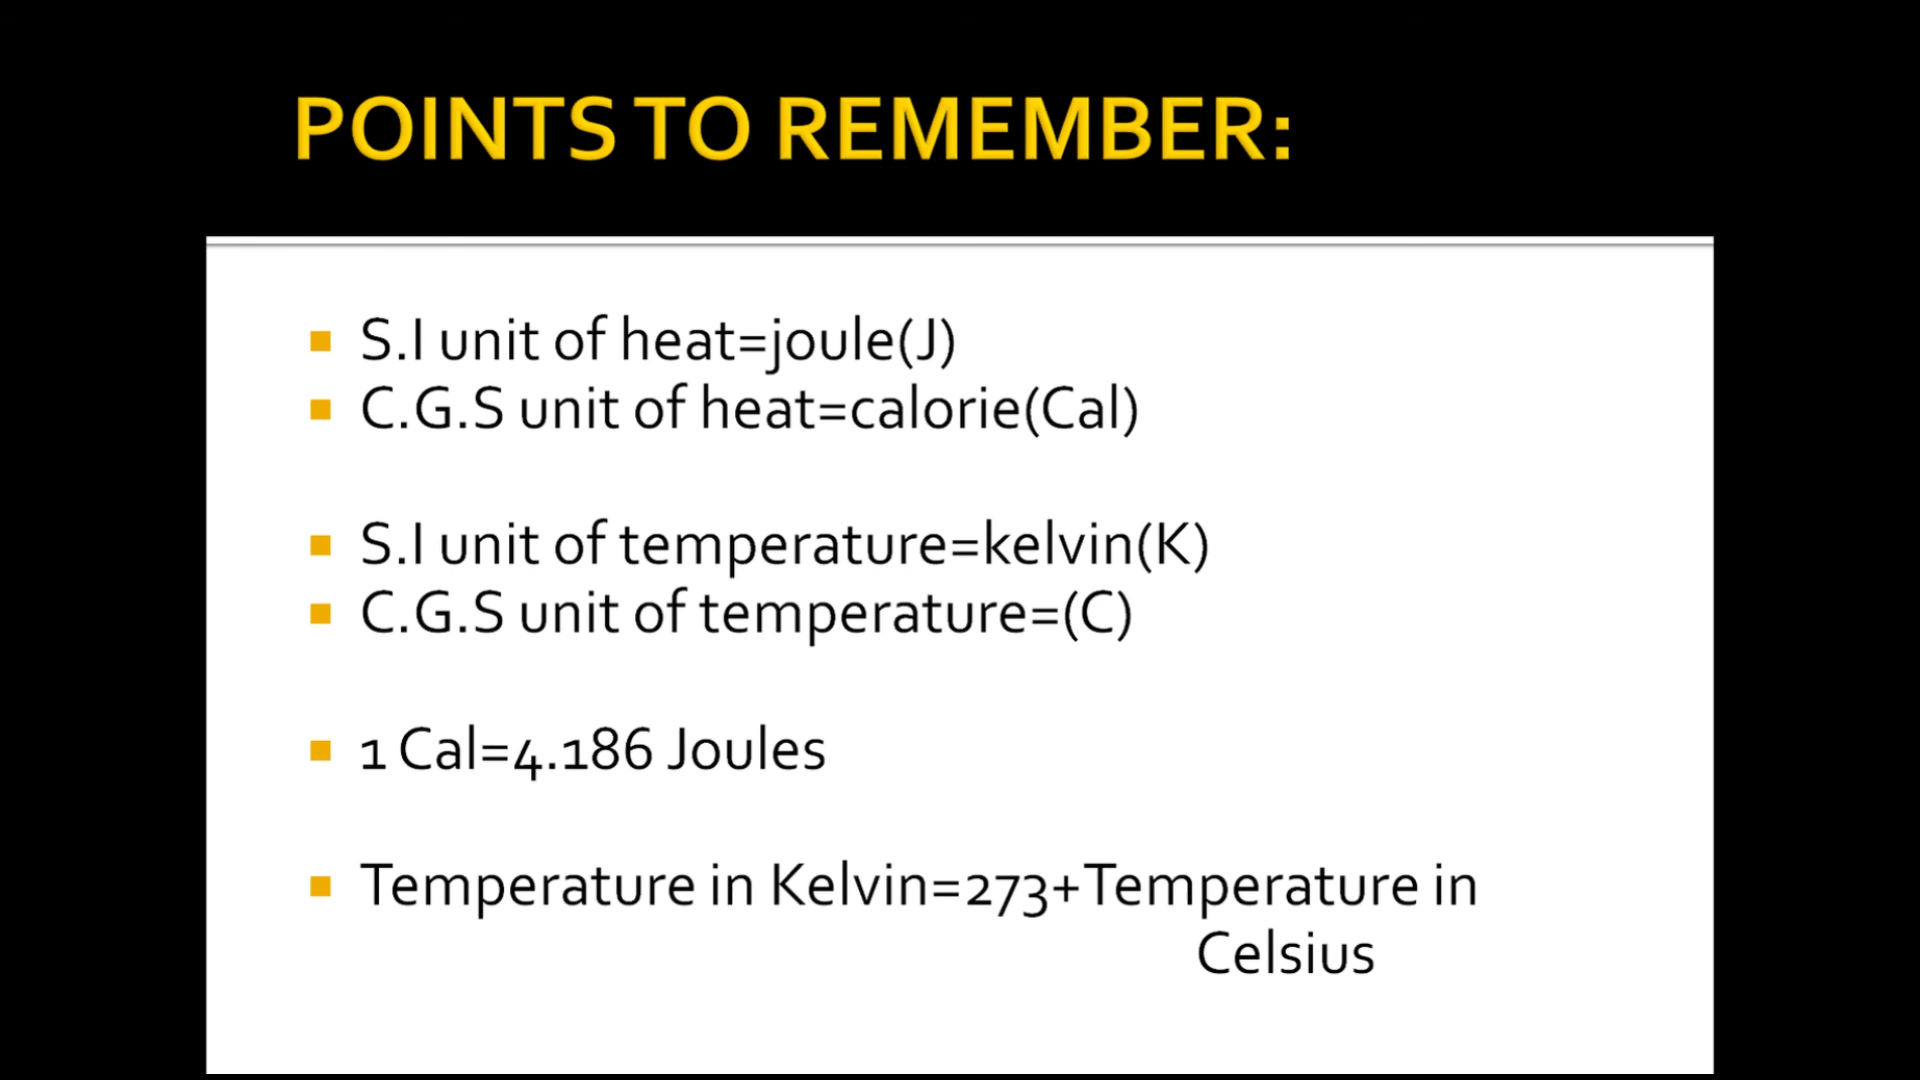 POINTS TO REMEMBER:
S.I unit of heat=joule(J)
C.G.S unit of heat=calorie(Cal)
S.I unit of temperature=kelvin(K)
C.G.S unit of temperature=(C)
1 Cal=4.186 Joules
Temperature in Kelvin=273+Temperature in
Celsius